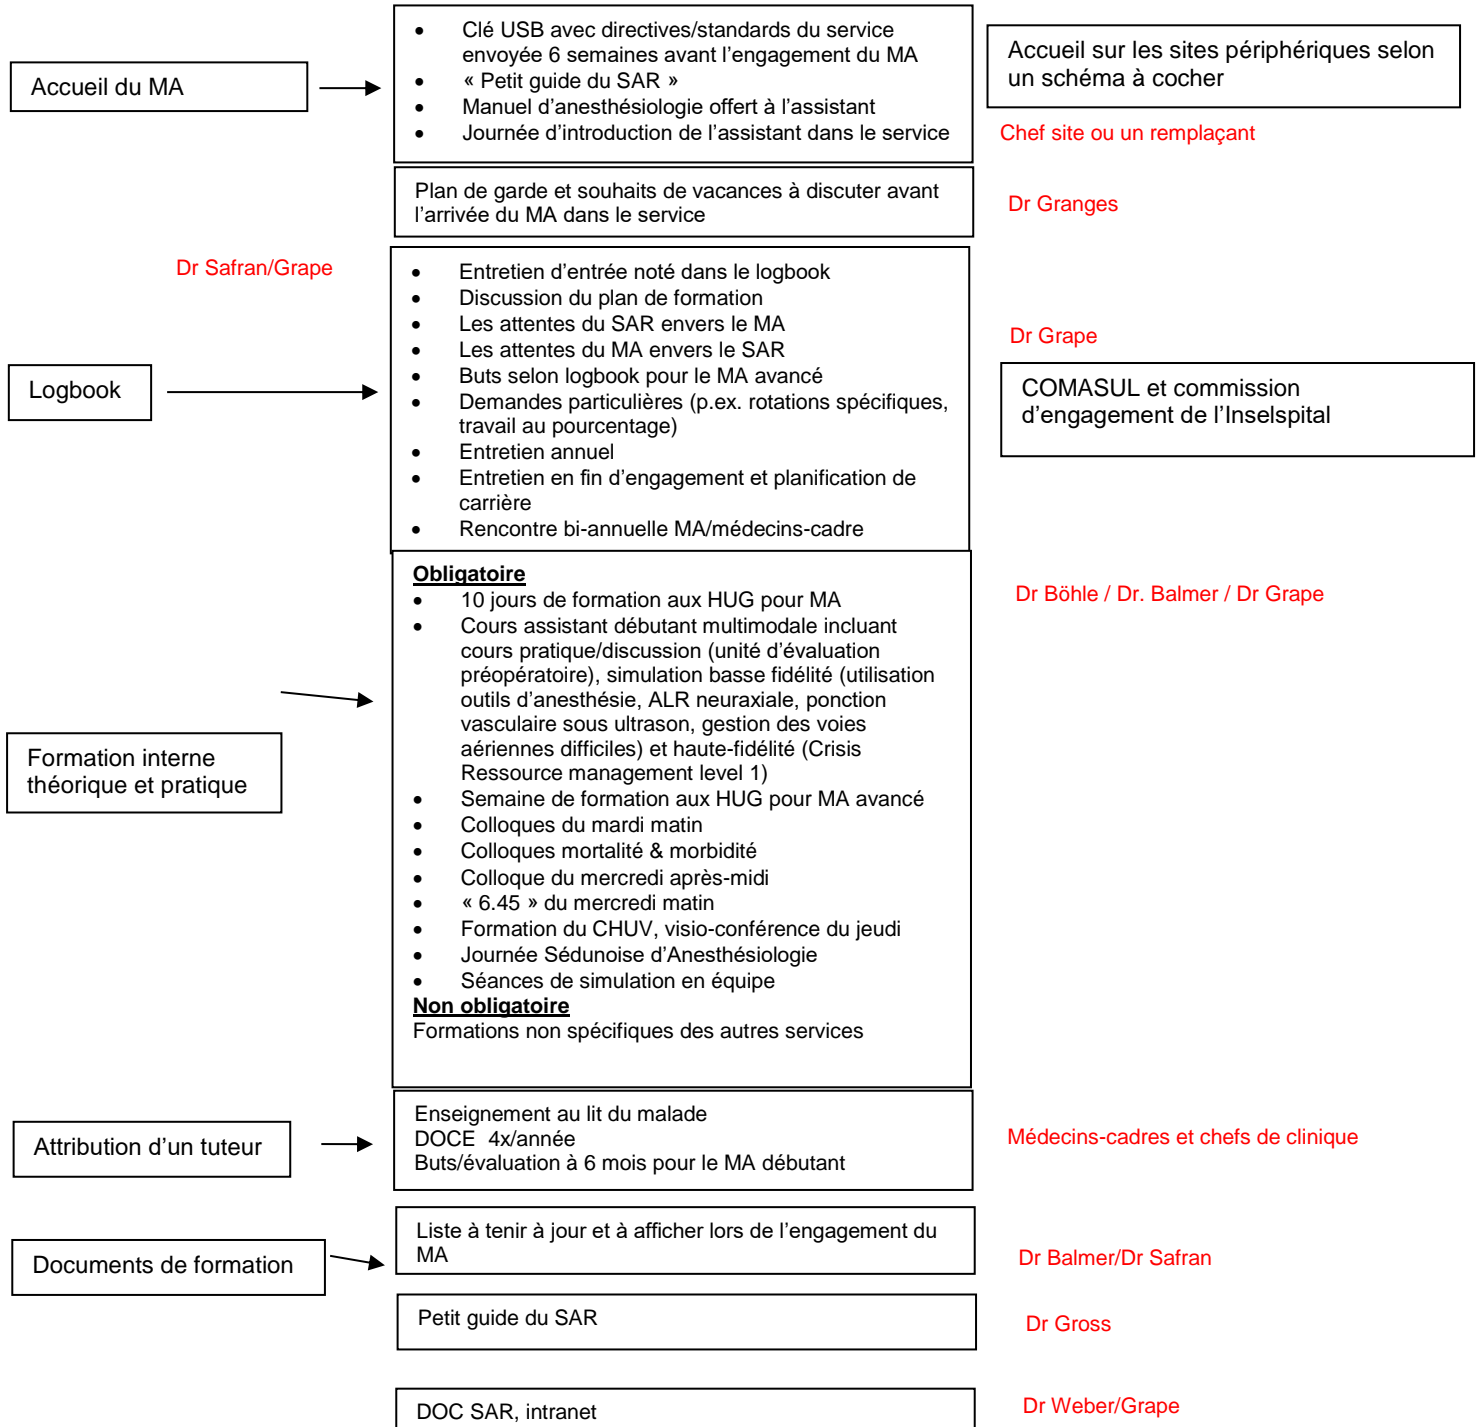 Accueil du MA
• Clé USB avec directives/standards du service
envoyée 6 semaines avant l’engagement du MA
• « Petit guide du SAR »
• Manuel d’anesthésiologie offert à l’assistant
• Journée d’introduction de l’assistant dans le service
Accueil sur les sites périphériques selon
un schéma à cocher
Chef site ou un remplaçant
Plan de garde et souhaits de vacances à discuter avant
l’arrivée du MA dans le service
Dr Granges
Dr Safran/Grape
Logbook
• Entretien d’entrée noté dans le logbook
• Discussion du plan de formation
• Les attentes du SAR envers le MA
• Les attentes du MA envers le SAR
• Buts selon logbook pour le MA avancé
• Demandes particulières (p.ex. rotations spécifiques,
travail au pourcentage)
• Entretien annuel
• Entretien en fin d’engagement et planification de
carrière
• Rencontre bi-annuelle MA/médecins-cadre
Dr Grape
COMASUL et commission
d’engagement de l’Inselspital
Formation interne
théorique et pratique
Obligatoire
• 10 jours de formation aux HUG pour MA
• Cours assistant débutant multimodale incluant
cours pratique/discussion (unité d’évaluation
préopératoire), simulation basse fidélité (utilisation
outils d’anesthésie, ALR neuraxiale, ponction
vasculaire sous ultrason, gestion des voies
aériennes difficiles) et haute-fidélité (Crisis
Ressource management level 1)
• Semaine de formation aux HUG pour MA avancé
• Colloques du mardi matin
• Colloques mortalité & morbidité
• Colloque du mercredi après-midi
• « 6.45 » du mercredi matin
• Formation du CHUV, visio-conférence du jeudi
• Journée Sédunoise d’Anesthésiologie
• Séances de simulation en équipe
Non obligatoire
Formations non spécifiques des autres services
Dr Böhle / Dr. Balmer / Dr Grape
Attribution d’un tuteur
Enseignement au lit du malade
DOCE 4x/année
Buts/évaluation à 6 mois pour le MA débutant
Médecins-cadres et chefs de clinique
Documents de formation
Liste à tenir à jour et à afficher lors de l’engagement du
MA
Dr Balmer/Dr Safran
Petit guide du SAR
Dr Gross
DOC SAR, intranet
Dr Weber/Grape